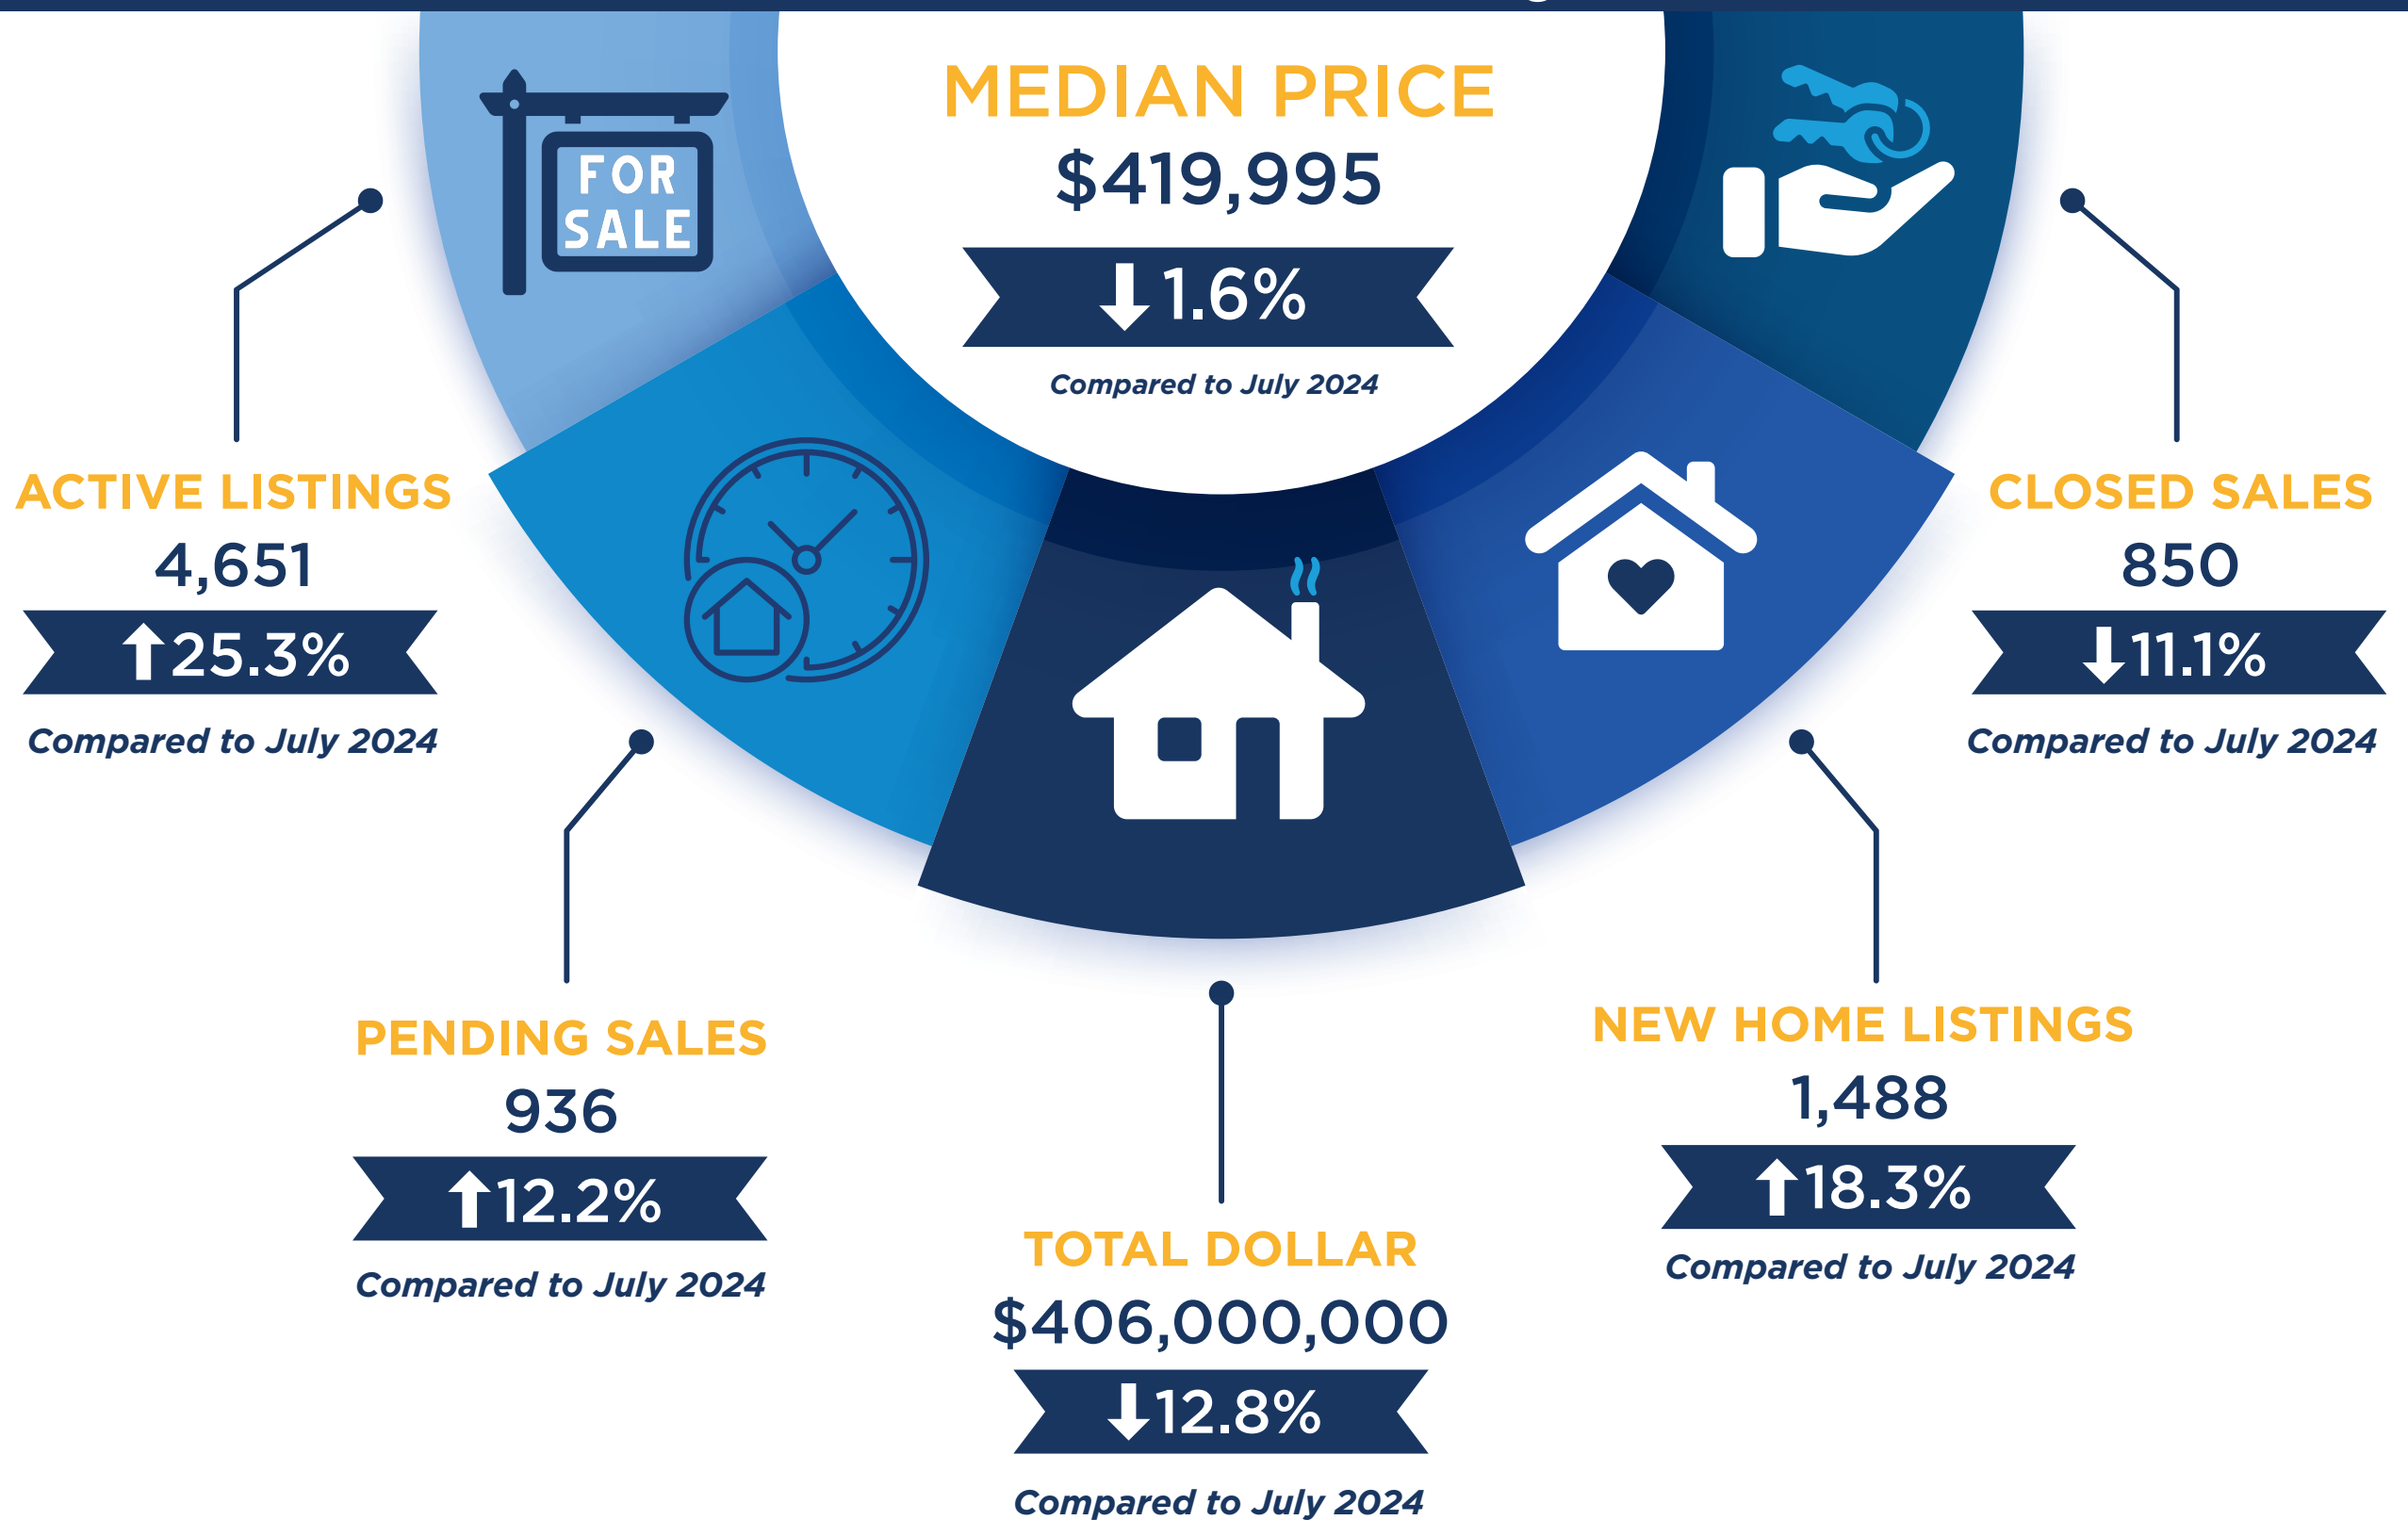 MEDIAN PRICE
$419,995
↓1.6%
Compared to July 2024
FOR
SALE
ACTIVE LISTINGS
4,651
↑25.3%
Compared to July 2024
CLOSED SALES
850
↓11.1%
Compared to July 2024
PENDING SALES
936
↑12.2%
Compared to July 2024
NEW HOME LISTINGS
1,488
↑18.3%
Compared to July 2024
TOTAL DOLLAR
$406,000,000
↓12.8%
Compared to July 2024